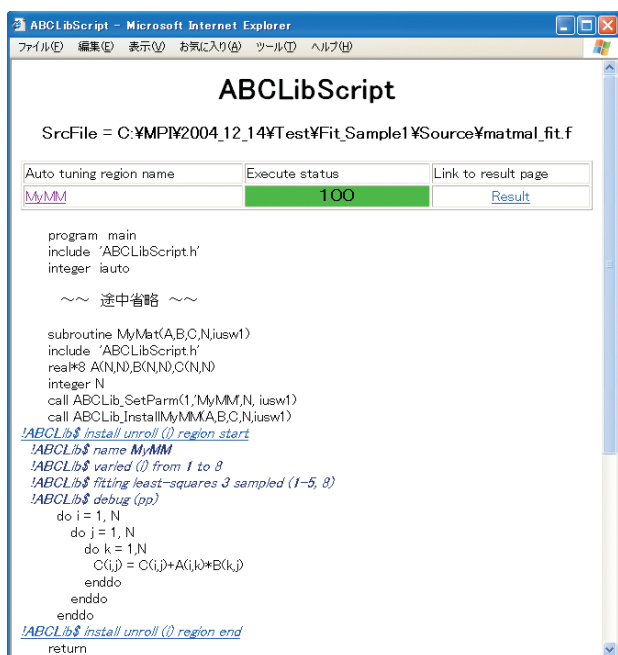 ABCLibScript - Microsoft Internet Explorer
ファイル(F) 編集(E) 表示(V) お気に入り(A) ツール(T) ヘルプ(H)
ABCLibScript
SrcFile = C:¥MPI¥2004_12_14¥Test¥Fit_Sample1¥Source¥matmal_fit.f
Auto tuning region name Execute status Link to result page
MyMM 100 Result
program main
include 'ABCLibScript.h'
integer iauto
～～ 途中省略 ～～
subroutine MyMat(A,B,C,N,iusw1)
include 'ABCLibScript.h'
real*8 A(N,N),B(N,N),C(N,N)
integer N
call ABCLib_SetParm(1,'MyMM',N, iusw1)
call ABCLib_InstallMyMM(A,B,C,N,iusw1)
!ABCLib$ install unroll (i) region start
!ABCLib$ name MyMM
!ABCLib$ varied (i) from 1 to 8
!ABCLib$ fitting least-squares 3 sampled (1-5, 8)
!ABCLib$ debug (pp)
do i = 1, N
do j = 1, N
do k = 1,N
C(i,j) = C(i,j)+A(i,k)*B(k,j)
enddo
enddo
enddo
!ABCLib$ install unroll (i) region end
return